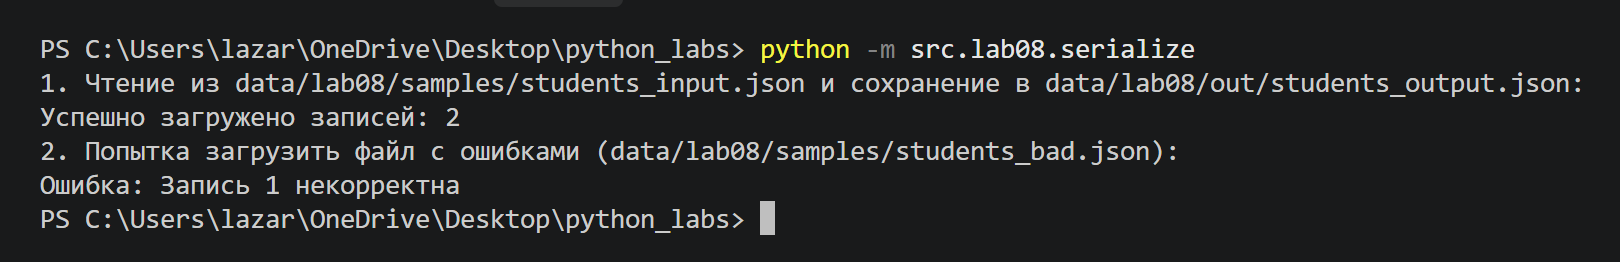 PS C:\Users\lazar\OneDrive\Desktop\python_labs> python -m src.lab08.serialize
1. Чтение из data/lab08/samples/students_input.json и сохранение в data/lab08/out/students_output.json:
Успешно загружено записей: 2
2. Попытка загрузить файл с ошибками (data/lab08/samples/students_bad.json):
Ошибка: Запись 1 некорректна
PS C:\Users\lazar\OneDrive\Desktop\python_labs>